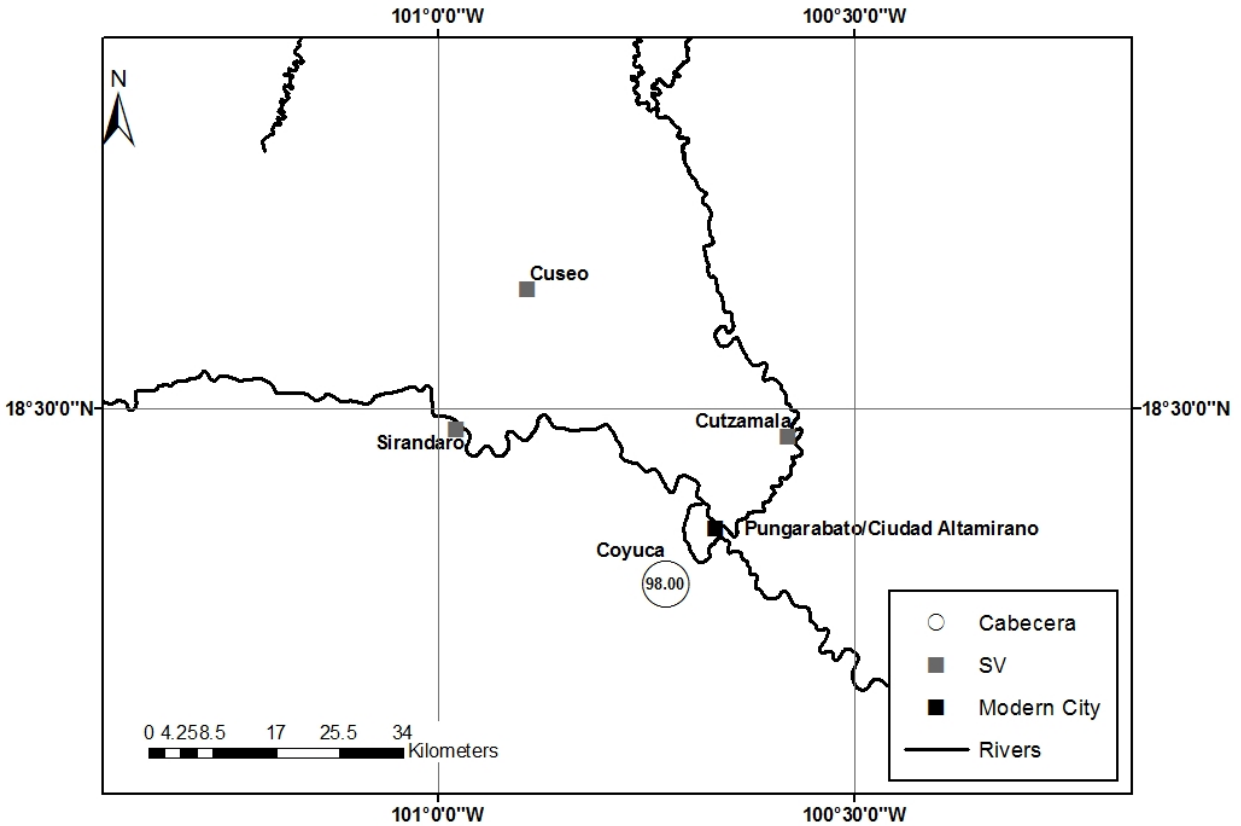 101°0'0"W 100°30'0"W
N
Cuseo
18°30'0"N 18°30'0"N
Cutzamala
Sirandaro
Pungarabato/Ciudad Altamirano
Coyuca
98.00
Cabecera
SV
Modern City
Rivers
0 4.25 8.5 17 25.5 34
Kilometers
101°0'0"W 100°30'0"W